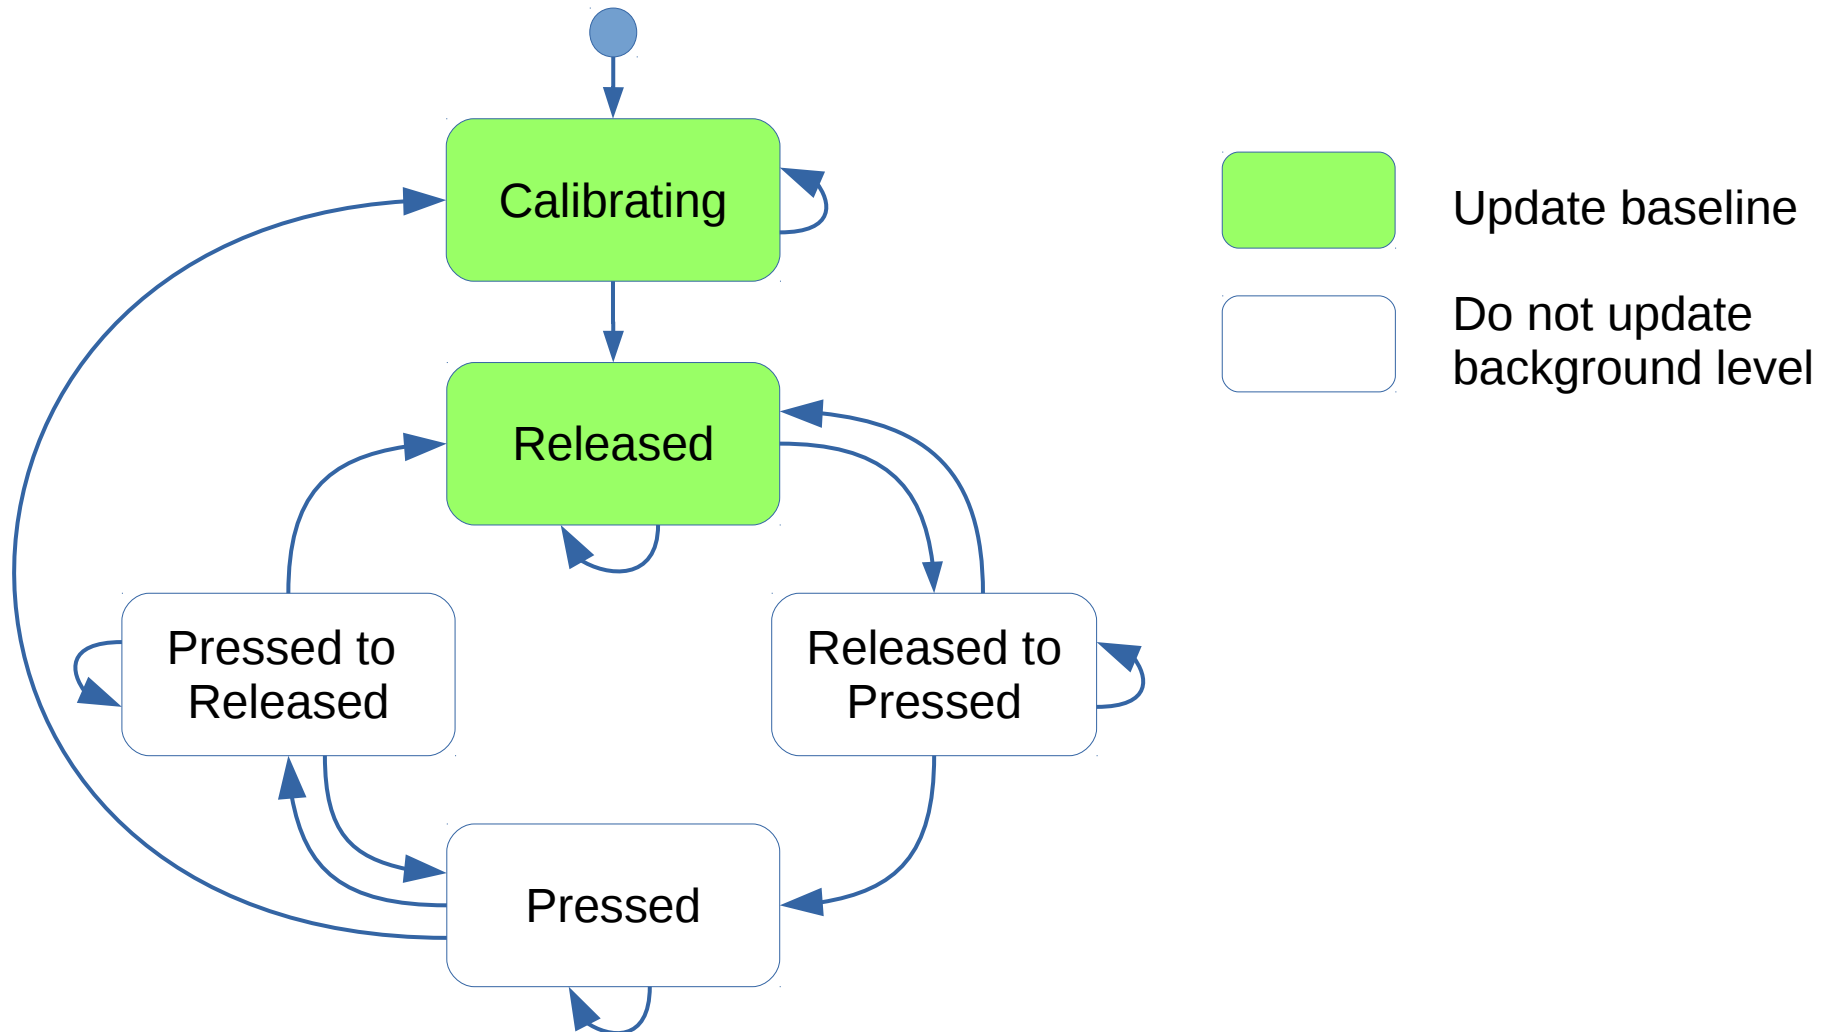 Calibrating
Update baseline
Do not update
background level
Released
Pressed to
Released
Released to
Pressed
Pressed